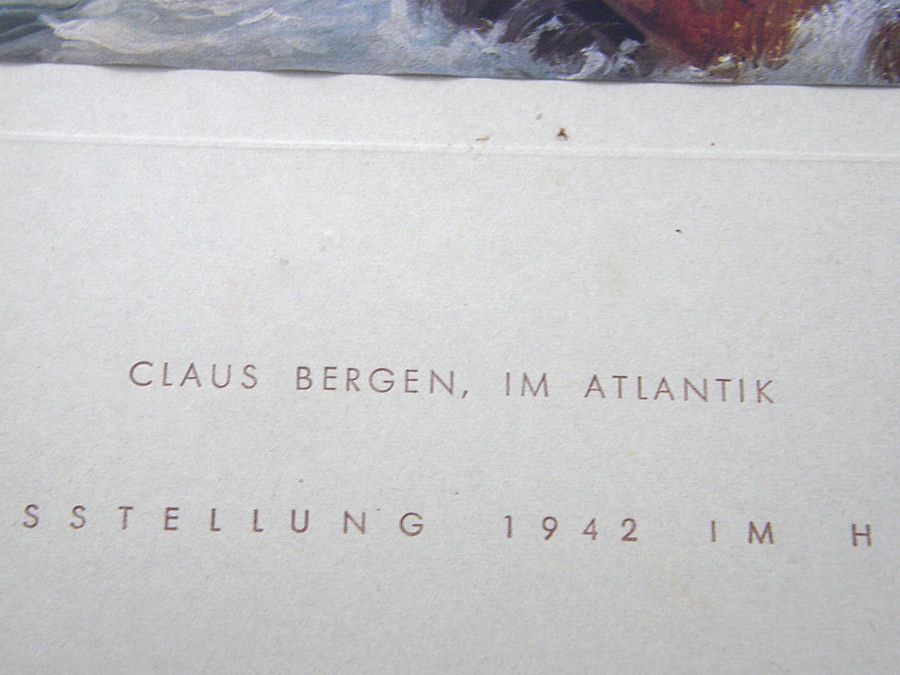 CLAUS BERGEN, IM ATLANTIK
SSTELLUNG 1942 IM H